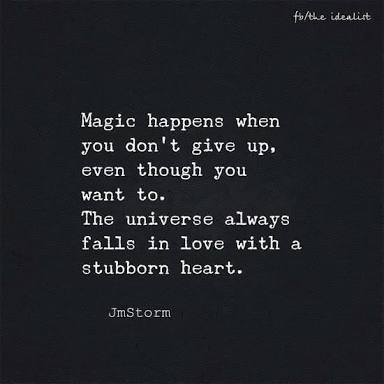 fb/the idealist
Magic happens when
you don't give up,
even though you
want to.
The universe always
falls in love with a
stubborn heart.
JmStorm